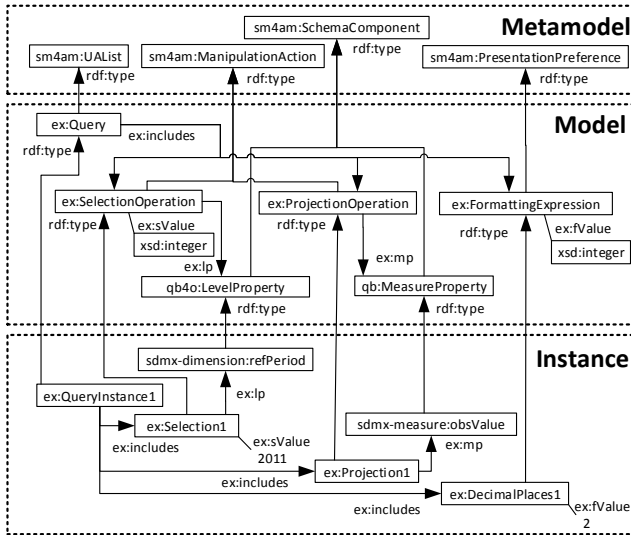 Metamodel
sm4am:SchemaComponent
rdf:type
sm4am:UAList
sm4am:ManipulationAction
sm4am:PresentationPreference
rdf:type
rdf:type
rdf:type
Model
ex:Query
ex:includes
rdf:type
ex:SelectionOperation
ex:ProjectionOperation
ex:FormattingExpression
rdf:type
ex:sValue
rdf:type
rdf:type
ex:fValue
xsd:integer
xsd:integer
ex:lp
ex:mp
qb4o:LevelProperty
qb:MeasureProperty
rdf:type
rdf:type
Instance
sdmx-dimension:refPeriod
ex:QueryInstance1
ex:lp
ex:Selection1
sdmx-measure:obsValue
ex:includes
ex:sValue
2011
ex:mp
ex:Projection1
ex:includes
ex:DecimalPlaces1
ex:includes
ex:fValue
2